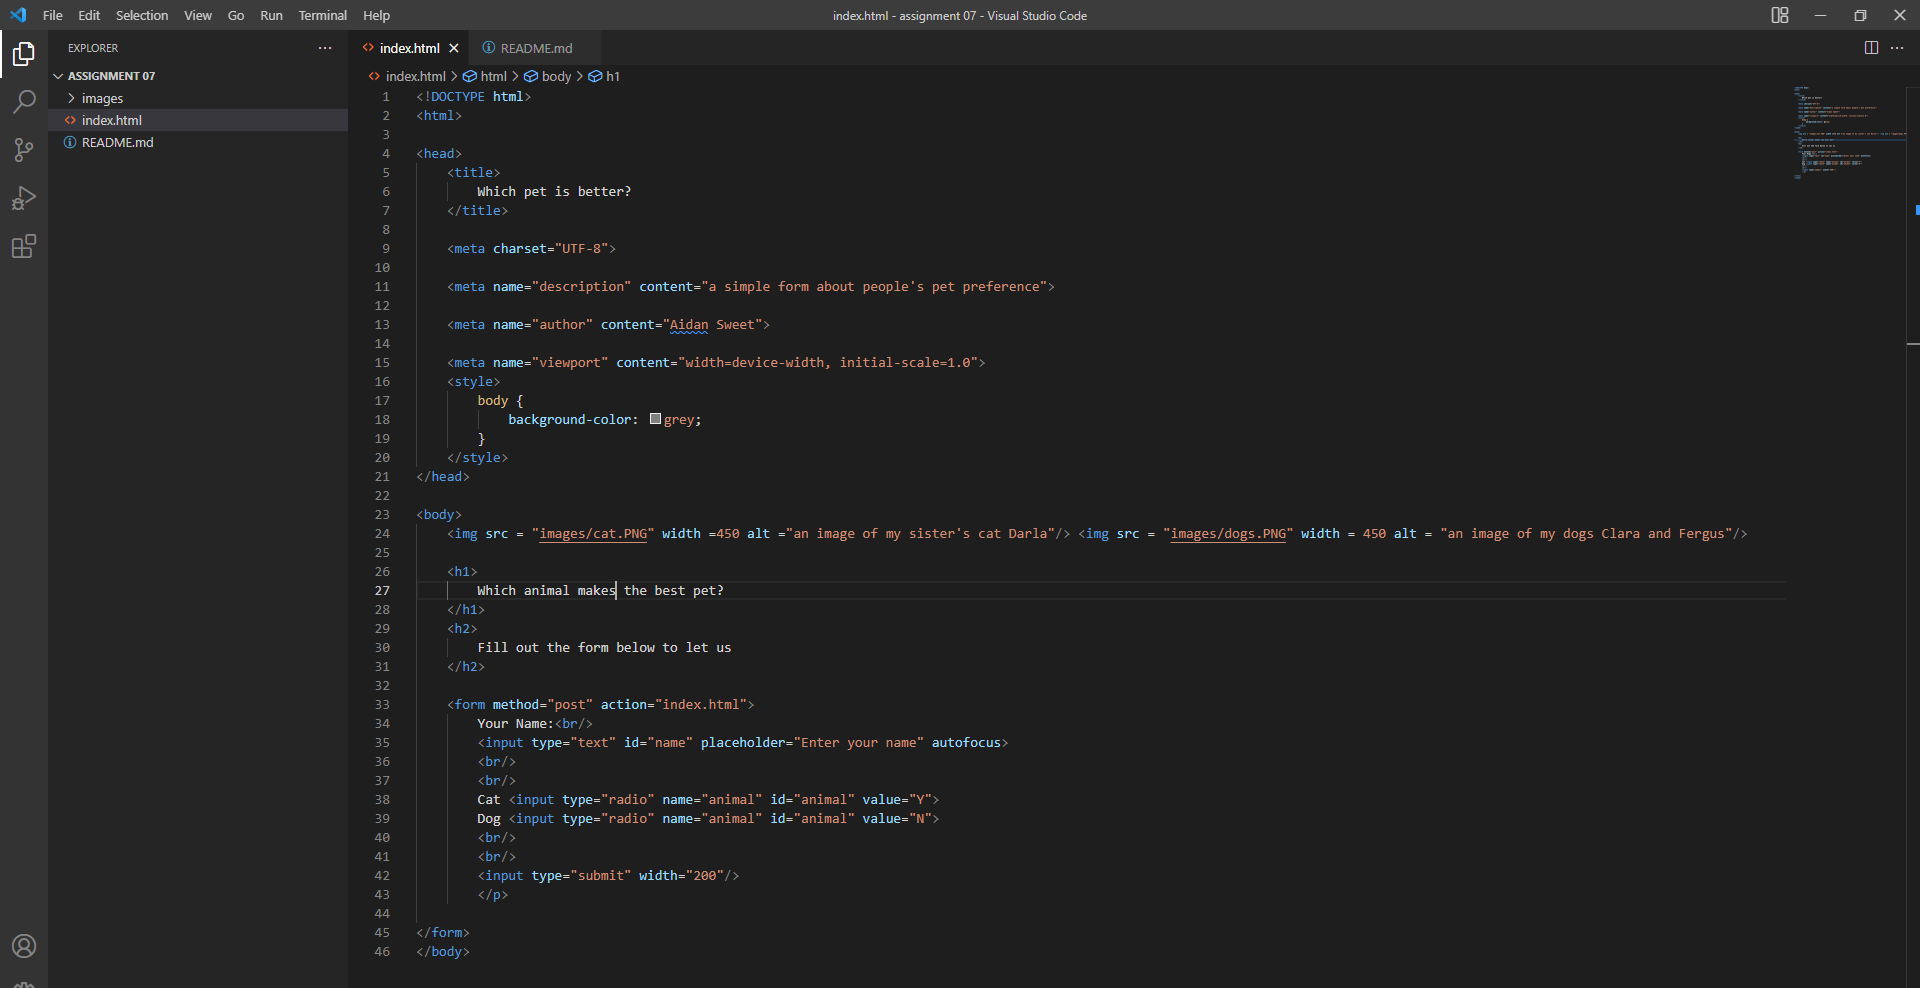 File Edit Selection View Go Run Terminal Help index.html - assignment 07 - Visual Studio Code
EXPLORER ...
ASSIGNMENT 07
images
index.html
README.md
index.html README.md
index.html > html > body > h1
1 <!DOCTYPE html>
2 <html>
3
4 <head>
5 <title>
6 Which pet is better?
7 </title>
8
9 <meta charset="UTF-8">
10
11 <meta name="description" content="a simple form about people's pet preference">
12
13 <meta name="author" content="Aidan Sweet">
14
15 <meta name="viewport" content="width=device-width, initial-scale=1.0">
16 <style>
17 body {
18 background-color: grey;
19 }
20 </style>
21 </head>
22
23 <body>
24 <img src = "images/cat.PNG" width =450 alt ="an image of my sister's cat Darla"/> <img src = "images/dogs.PNG" width = 450 alt = "an image of my dogs Clara and Fergus"/>
25
26 <h1>
27 Which animal makes the best pet?
28 </h1>
29 <h2>
30 Fill out the form below to let us
31 </h2>
32
33 <form method="post" action="index.html">
34 Your Name:<br/>
35 <input type="text" id="name" placeholder="Enter your name" autofocus>
36 <br/>
37 <br/>
38 Cat <input type="radio" name="animal" id="animal" value="Y">
39 Dog <input type="radio" name="animal" id="animal" value="N">
40 <br/>
41 <br/>
42 <input type="submit" width="200"/>
43 </p>
44
45 </form>
46 </body>